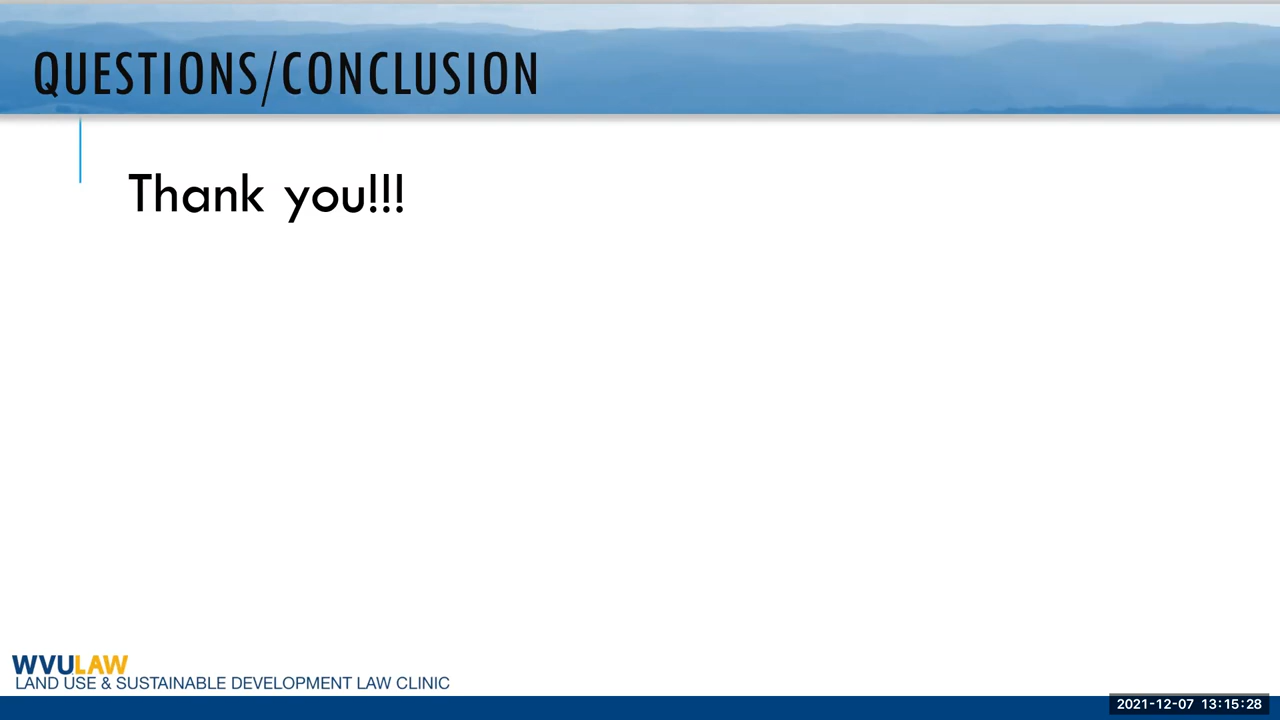 QUESTIONS/CONCLUSION
Thank you!!!
WVULAW
LAND USE & SUSTAINABLE DEVELOPMENT LAW CLINIC
2021-12-07 13:15:28